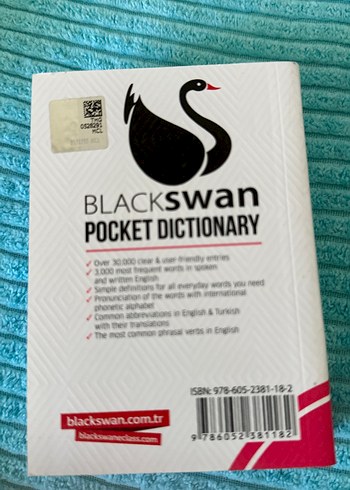 BLACKswan
POCKET DICTIONARY
✓ Over 30,000 clear & user-friendly entries
✓ 3,000 most frequent words in spoken
and written English
✓ Simple definitions for all everyday words you need
✓ Pronunciation of the words with international
phonetic alphabet
✓ Common abbreviations in English & Turkish
with their translations
✓ The most common phrasal verbs in English
ISBN: 978-605-2381-18-2
9 786052 381182
blackswan.com.tr
blackswaneclass.com